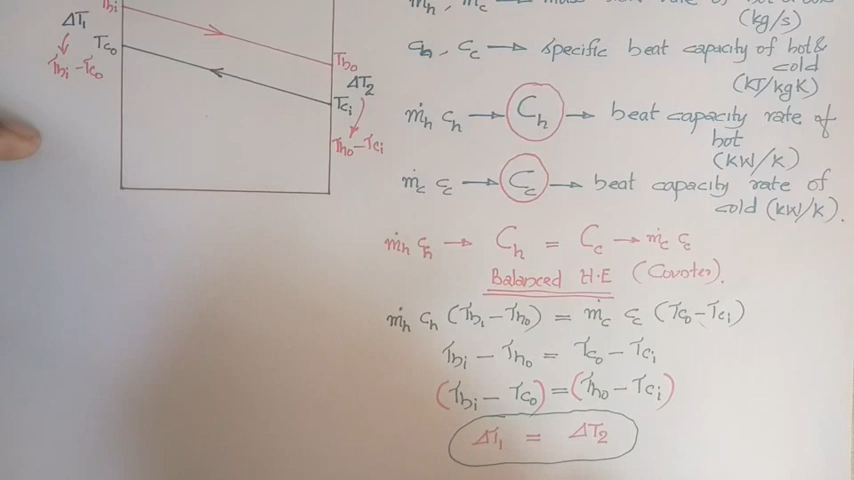 Thi
ΔT₁
Tco
Thi – Tco
Tho
ΔT₂
Tci
Tho – Tci
ṁh, ṁc →
(kg/s)
ch, cc → specific heat capacity of hot &
cold
(kJ/kgK)
ṁh ch → Ch → heat capacity rate of
hot
(kW/K)
ṁc cc → Cc → heat capacity rate of
cold (kW/K).
ṁh ch → Ch = Cc → ṁc cc
Balanced H.E (Counter).
ṁh ch (Thi – Tho) = ṁc cc (Tco – Tci)
Thi – Tho = Tco – Tci
(Thi – Tco) = (Tho – Tci)
ΔT₁ = ΔT₂